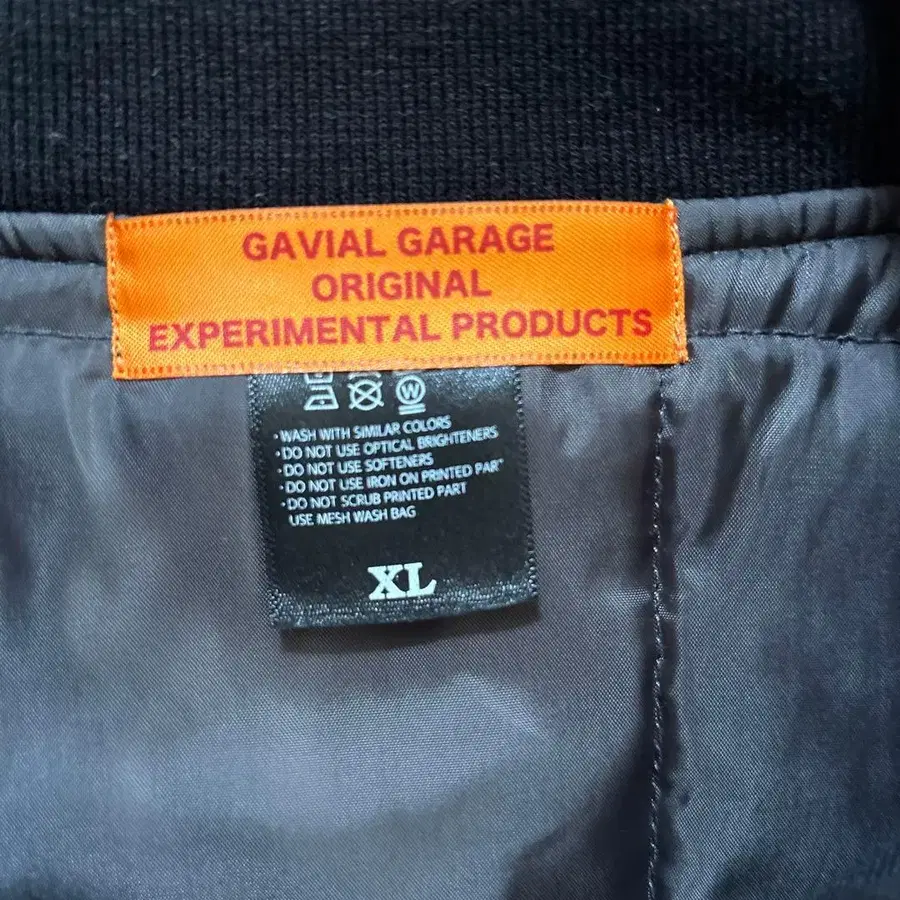 GAVIAL GARAGE
ORIGINAL
EXPERIMENTAL PRODUCTS
W
·WASH WITH SIMILAR COLORS
·DO NOT USE OPTICAL BRIGHTENERS
·DO NOT USE SOFTENERS
·DO NOT USE IRON ON PRINTED PAR
·DO NOT SCRUB PRINTED PART
USE MESH WASH BAG
XL